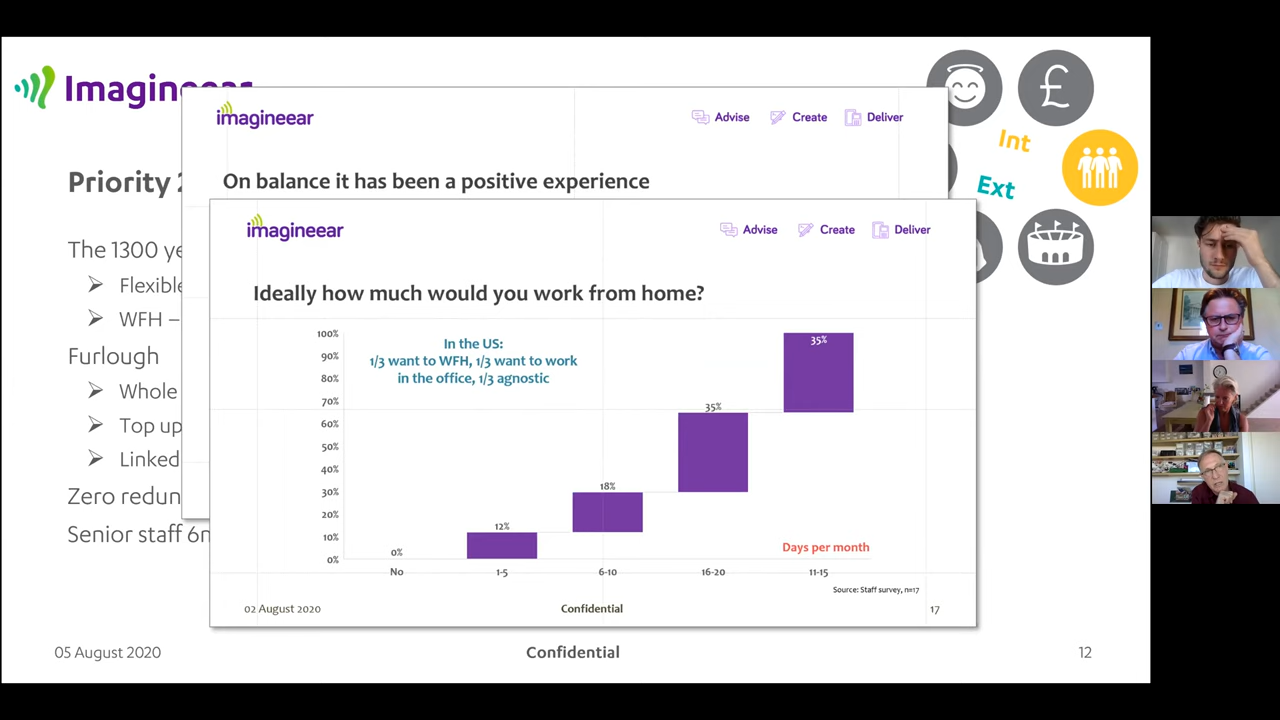 Imagineear
Int
Ext
Priority
The 1300
Flexible
WFH –
Furlough
Whole
Top up
Linked
Zero
Senior staff
05 August 2020
Confidential
12
imagineear
Advise
Create
Deliver
On balance it has been a positive experience
imagineear
Advise
Create
Deliver
Ideally how much would you work from home?
In the US:
1/3 want to WFH, 1/3 want to work
in the office, 1/3 agnostic
100%
90%
80%
70%
60%
50%
40%
30%
20%
10%
0%
0%
12%
18%
35%
35%
Days per month
No
1-5
6-10
16-20
11-15
Source: Staff survey, n=17
02 August 2020
Confidential
17